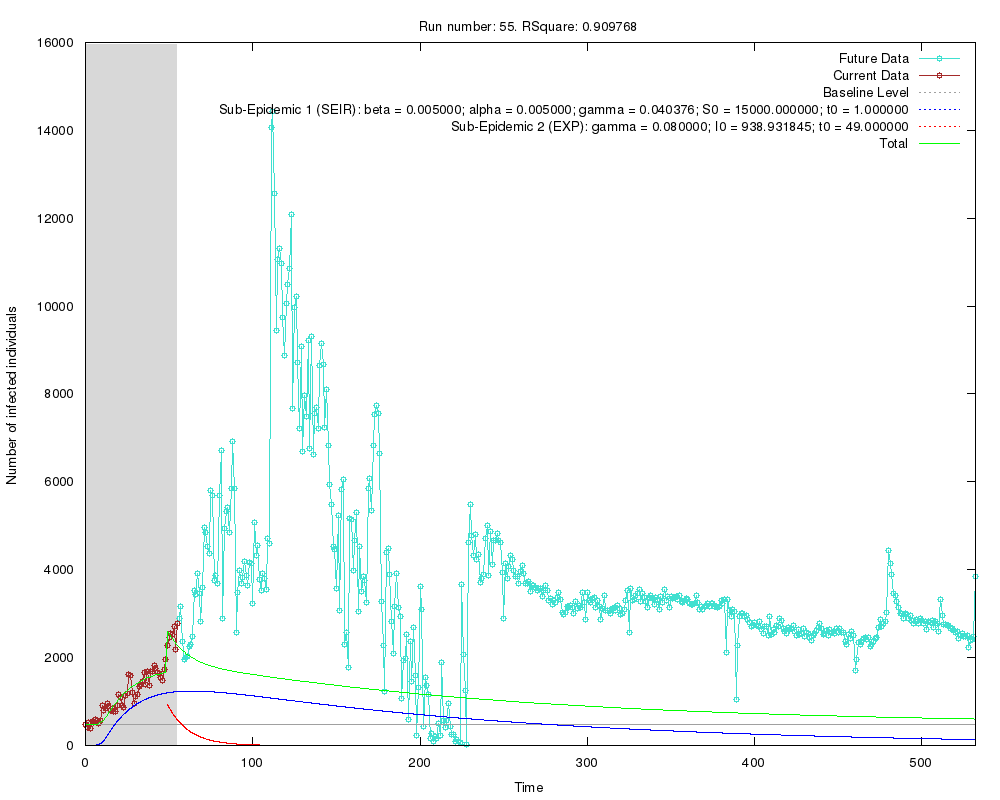 Run number: 55. RSquare: 0.909768
Future Data
Current Data
Baseline Level
Sub-Epidemic 1 (SEIR): beta = 0.005000; alpha = 0.005000; gamma = 0.040376; S0 = 15000.000000; t0 = 1.000000
Sub-Epidemic 2 (EXP): gamma = 0.080000; I0 = 938.931845; t0 = 49.000000
Total
16000
14000
12000
10000
8000
6000
4000
2000
0
Number of infected individuals
0 100 200 300 400 500
Time